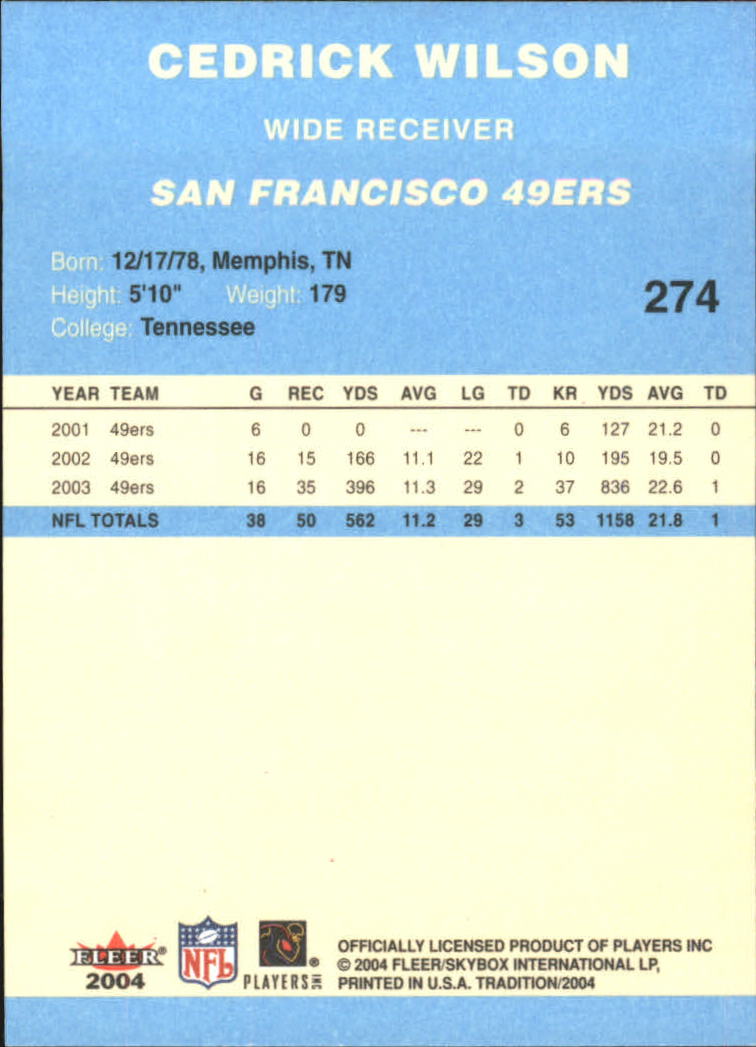 CEDRICK WILSON
WIDE RECEIVER
SAN FRANCISCO 49ERS
Born: 12/17/78, Memphis, TN
Height: 5'10" Weight: 179
274
College: Tennessee
YEAR TEAM G REC YDS AVG LG TD KR YDS AVG TD
2001 49ers 6 0 0 --- --- 0 6 127 21.2 0
2002 49ers 16 15 166 11.1 22 1 10 195 19.5 0
2003 49ers 16 35 396 11.3 29 2 37 836 22.6 1
NFL TOTALS 38 50 562 11.2 29 3 53 1158 21.8 1
FLEER®
2004
NFL
PLAYERS INC ®
OFFICIALLY LICENSED PRODUCT OF PLAYERS INC
© 2004 FLEER/SKYBOX INTERNATIONAL LP,
PRINTED IN U.S.A. TRADITION/2004